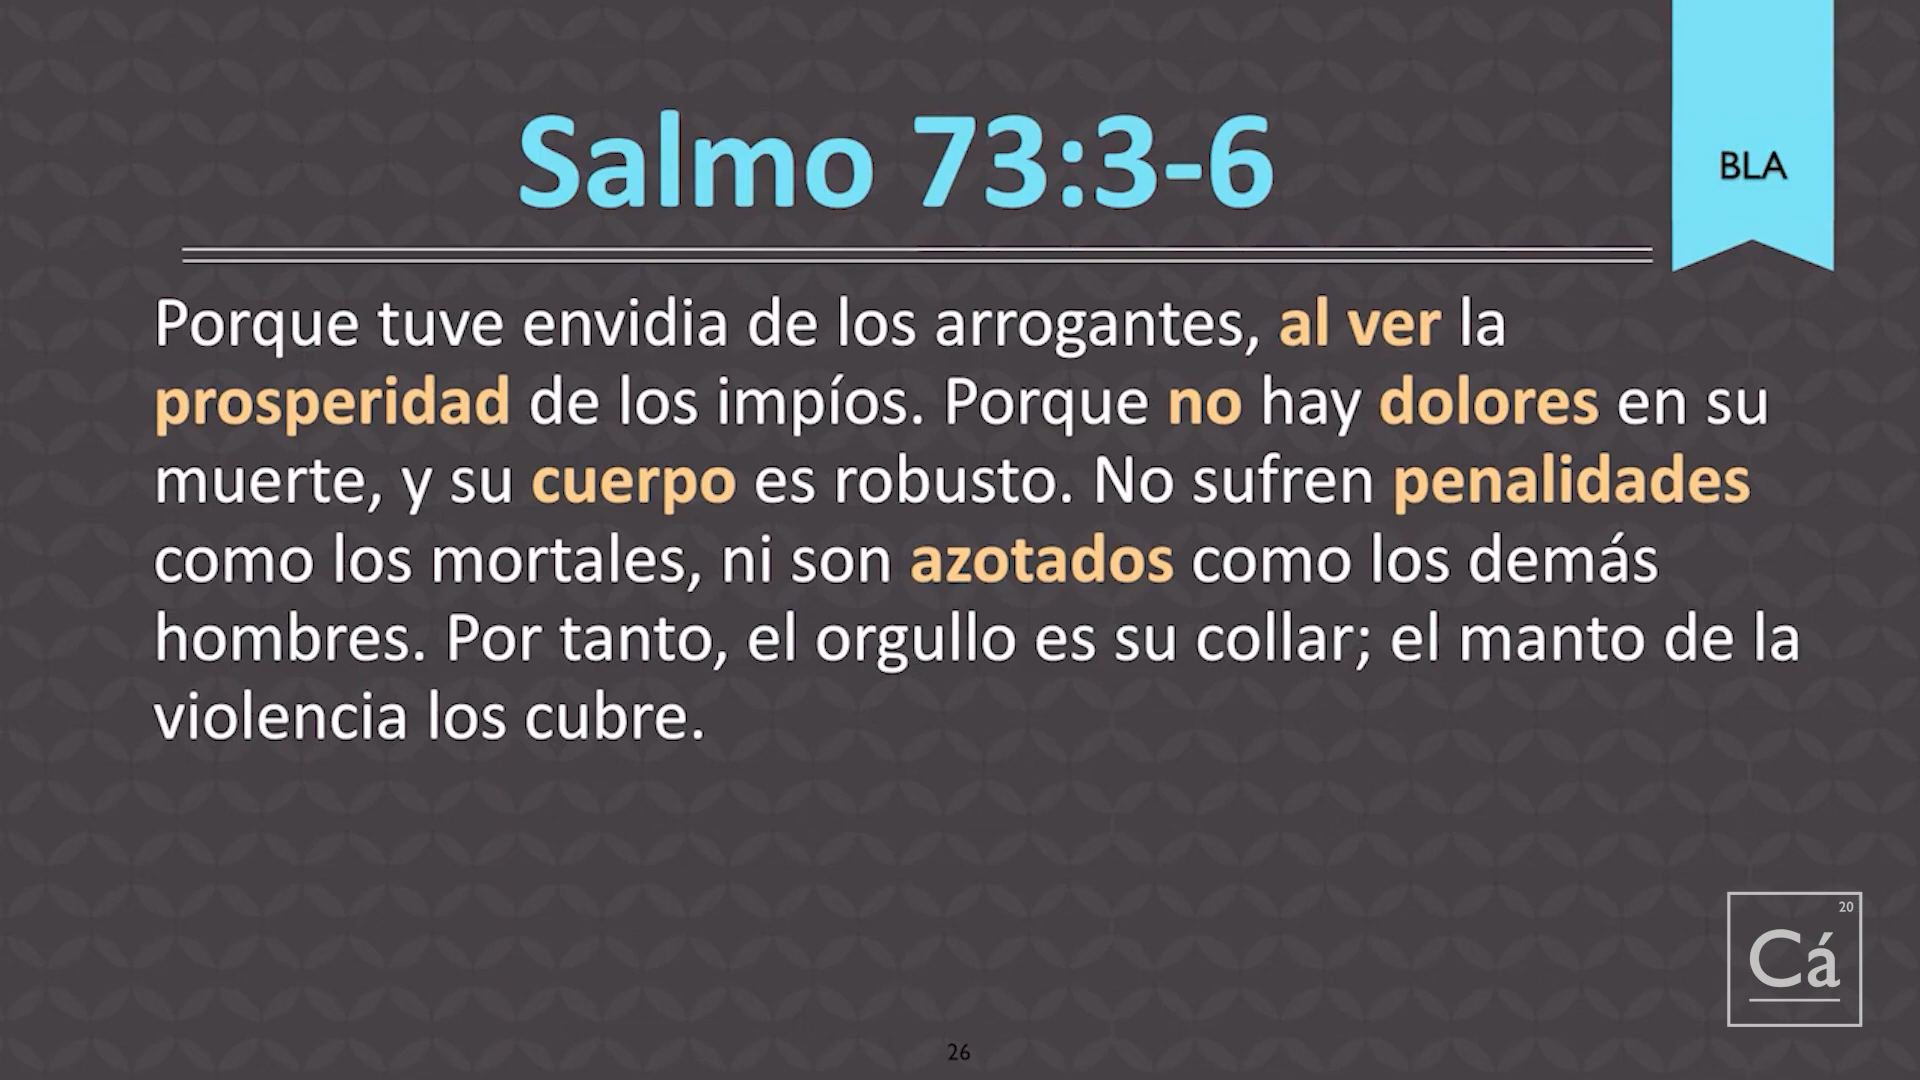 BLA
Salmo 73:3-6
Porque tuve envidia de los arrogantes, al ver la
prosperidad de los impíos. Porque no hay dolores en su
muerte, y su cuerpo es robusto. No sufren penalidades
como los mortales, ni son azotados como los demás
hombres. Por tanto, el orgullo es su collar; el manto de la
violencia los cubre.
20
Cá
26